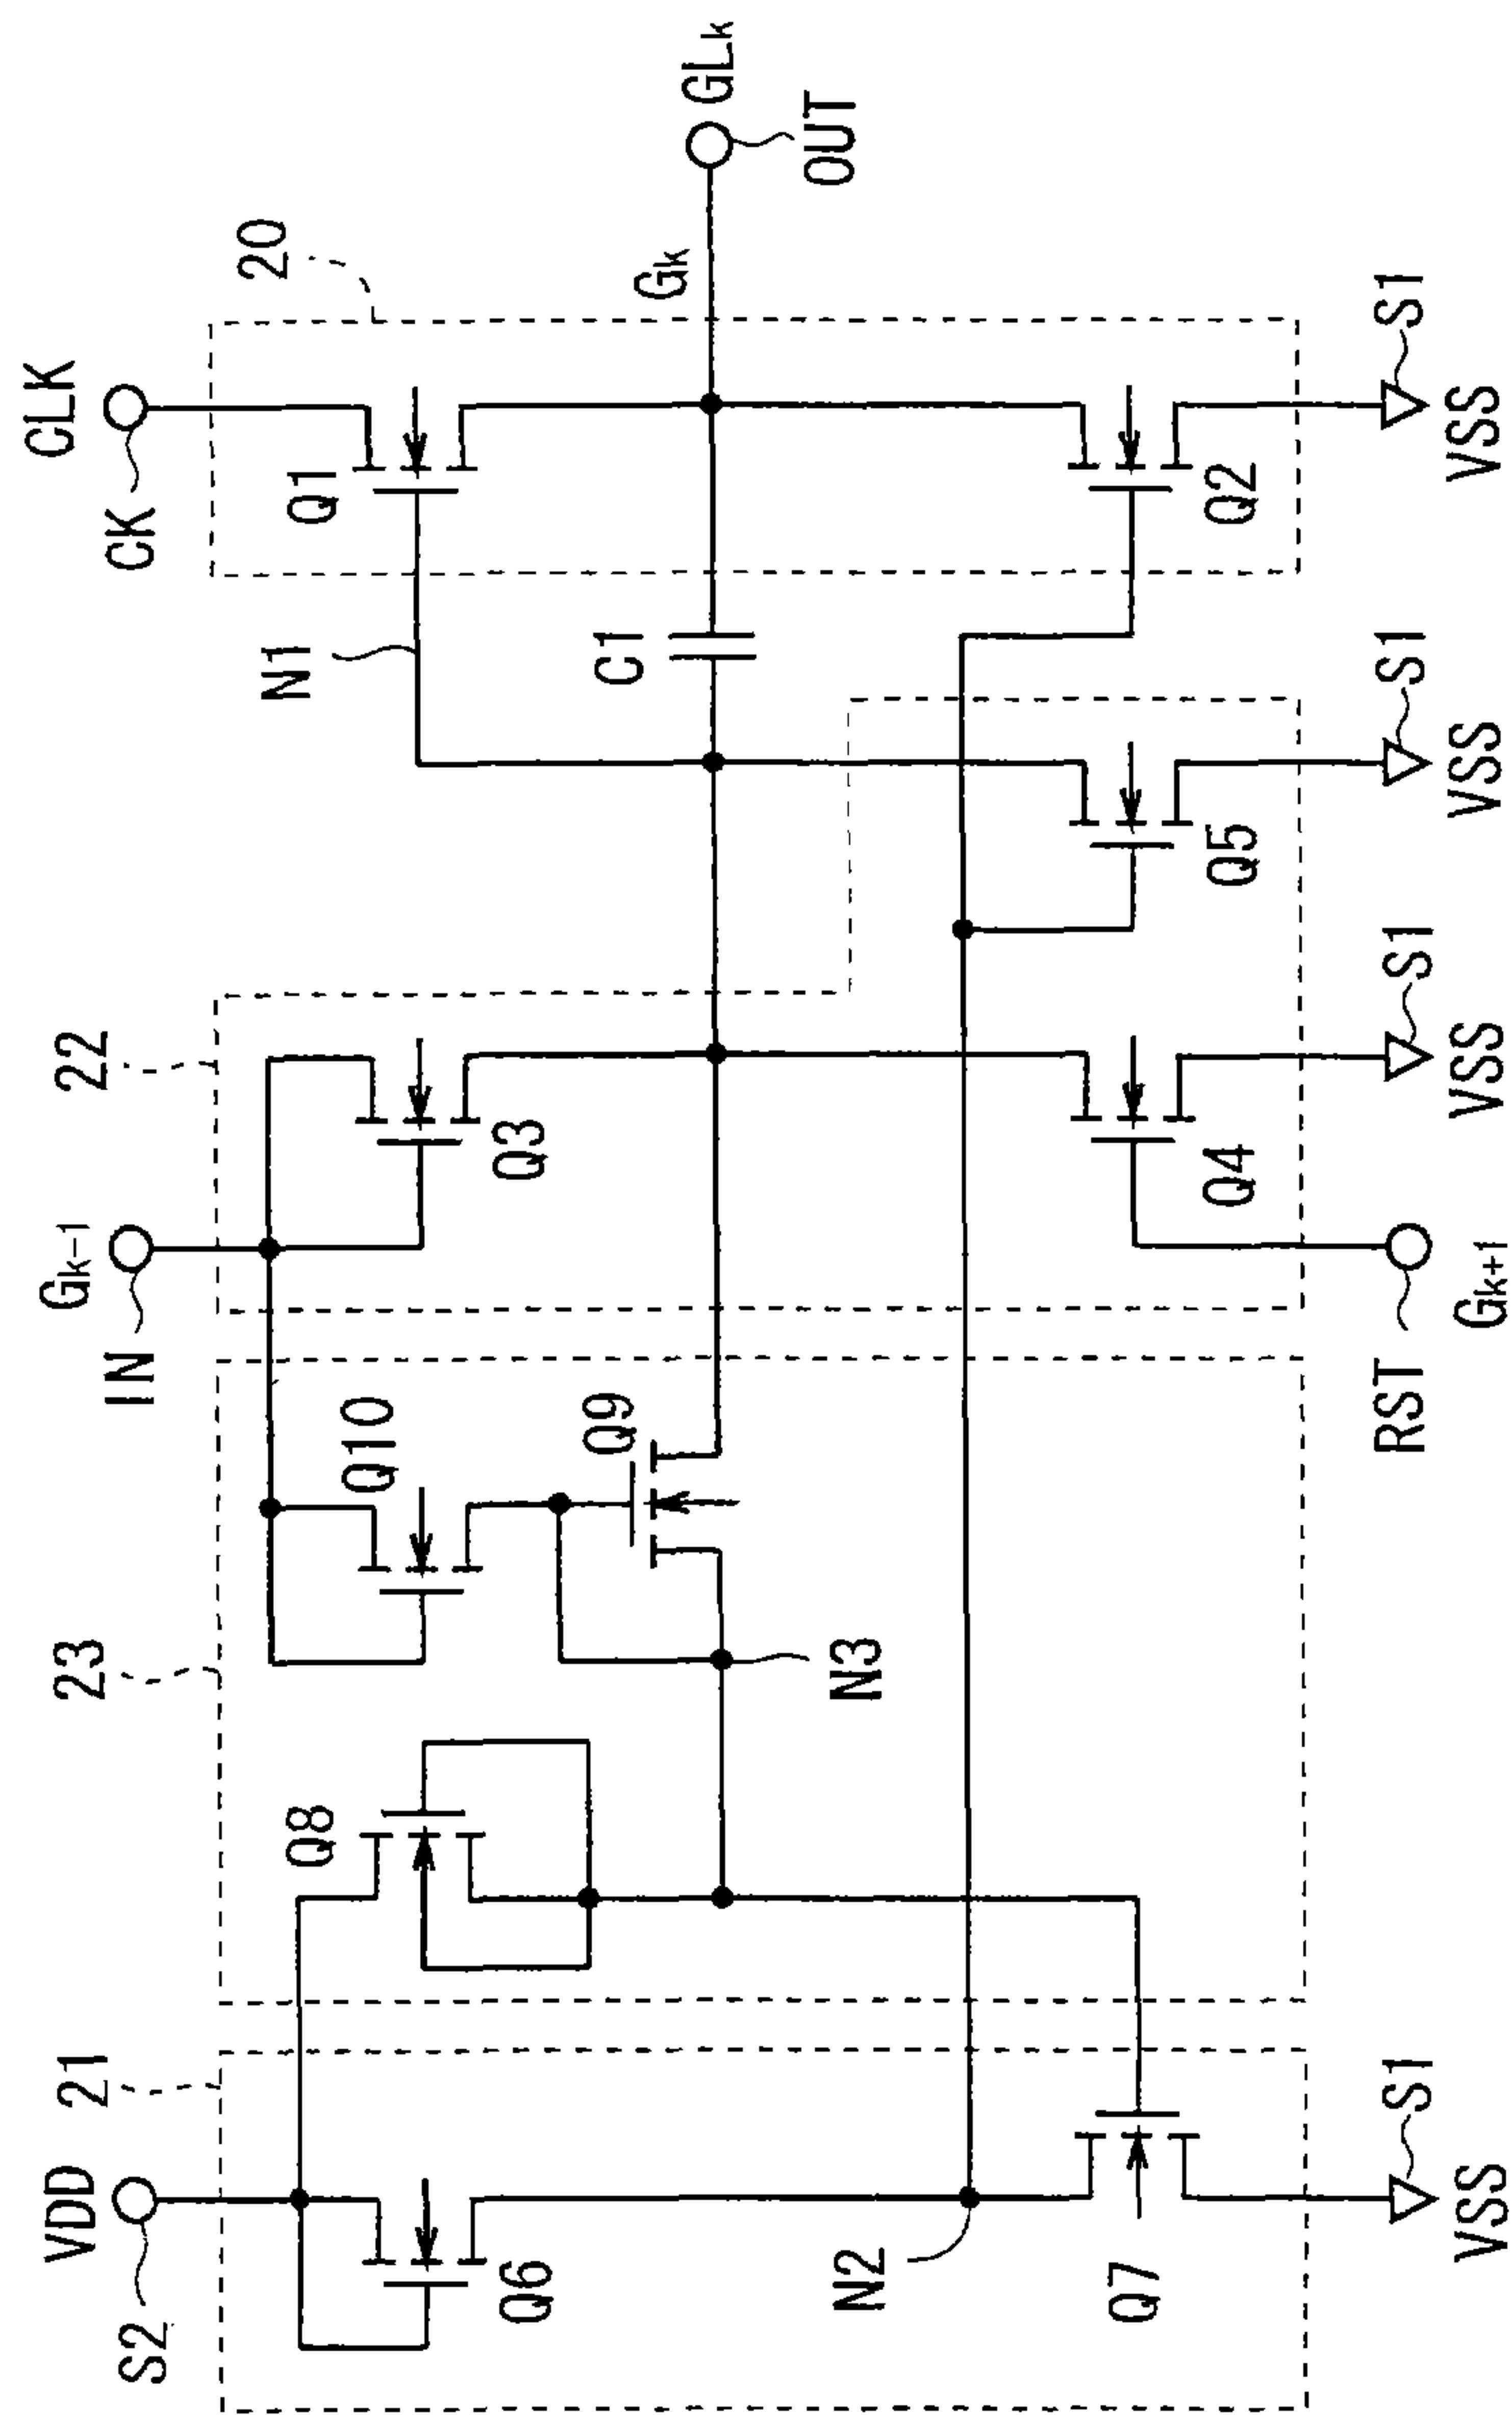 VDD
S2
21
Q6
N2
Q7
S1
VSS
23
Q8
Q10
Q9
N3
Gk-1
IN
22
Q3
Q4
RST
Gk+1
S1
VSS
Q5
S1
VSS
N1
C1
CLK
CK
20
Q1
Gk
GLk
OUT
Q2
S1
VSS